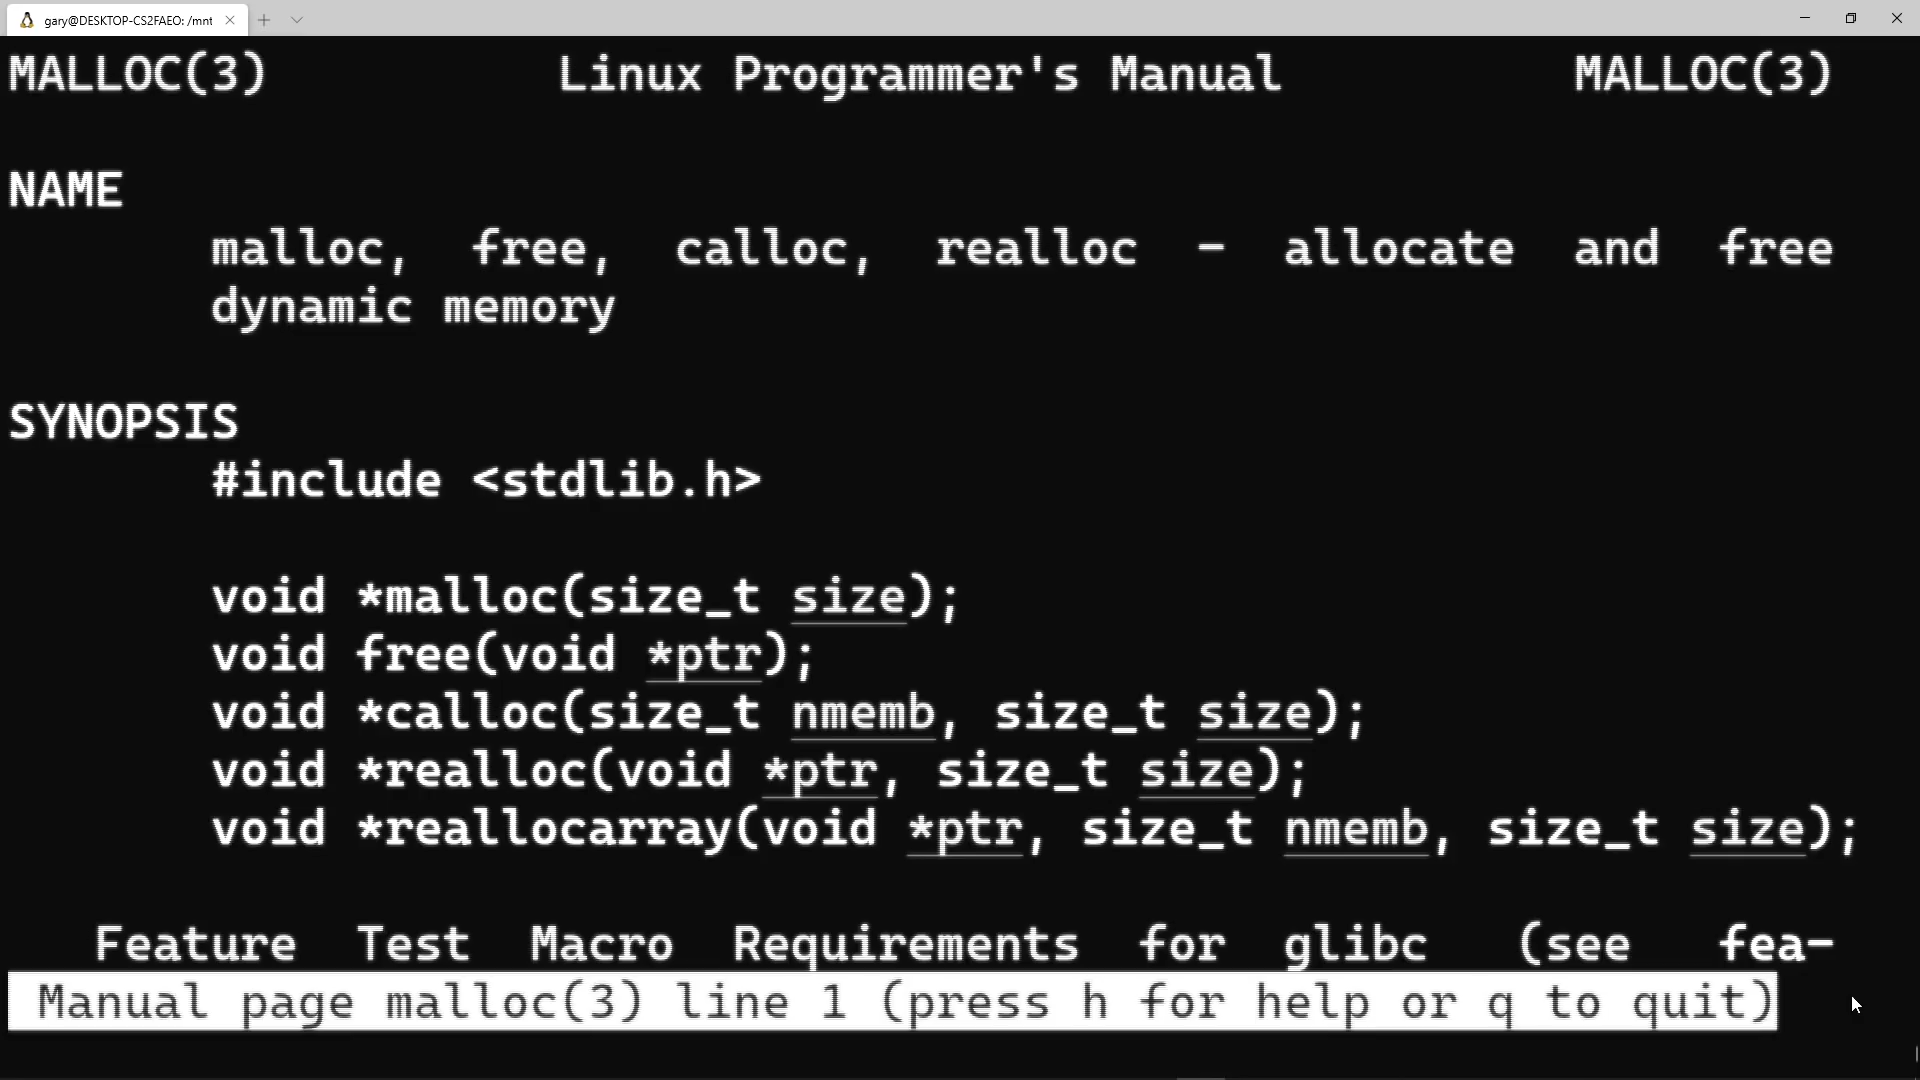 gary@DESKTOP-CS2FAEO: /mnt
MALLOC(3) Linux Programmer's Manual MALLOC(3)
NAME
malloc, free, calloc, realloc - allocate and free
dynamic memory
SYNOPSIS
#include <stdlib.h>
void *malloc(size_t size);
void free(void *ptr);
void *calloc(size_t nmemb, size_t size);
void *realloc(void *ptr, size_t size);
void *reallocarray(void *ptr, size_t nmemb, size_t size);
Feature Test Macro Requirements for glibc (see fea-
Manual page malloc(3) line 1 (press h for help or q to quit)